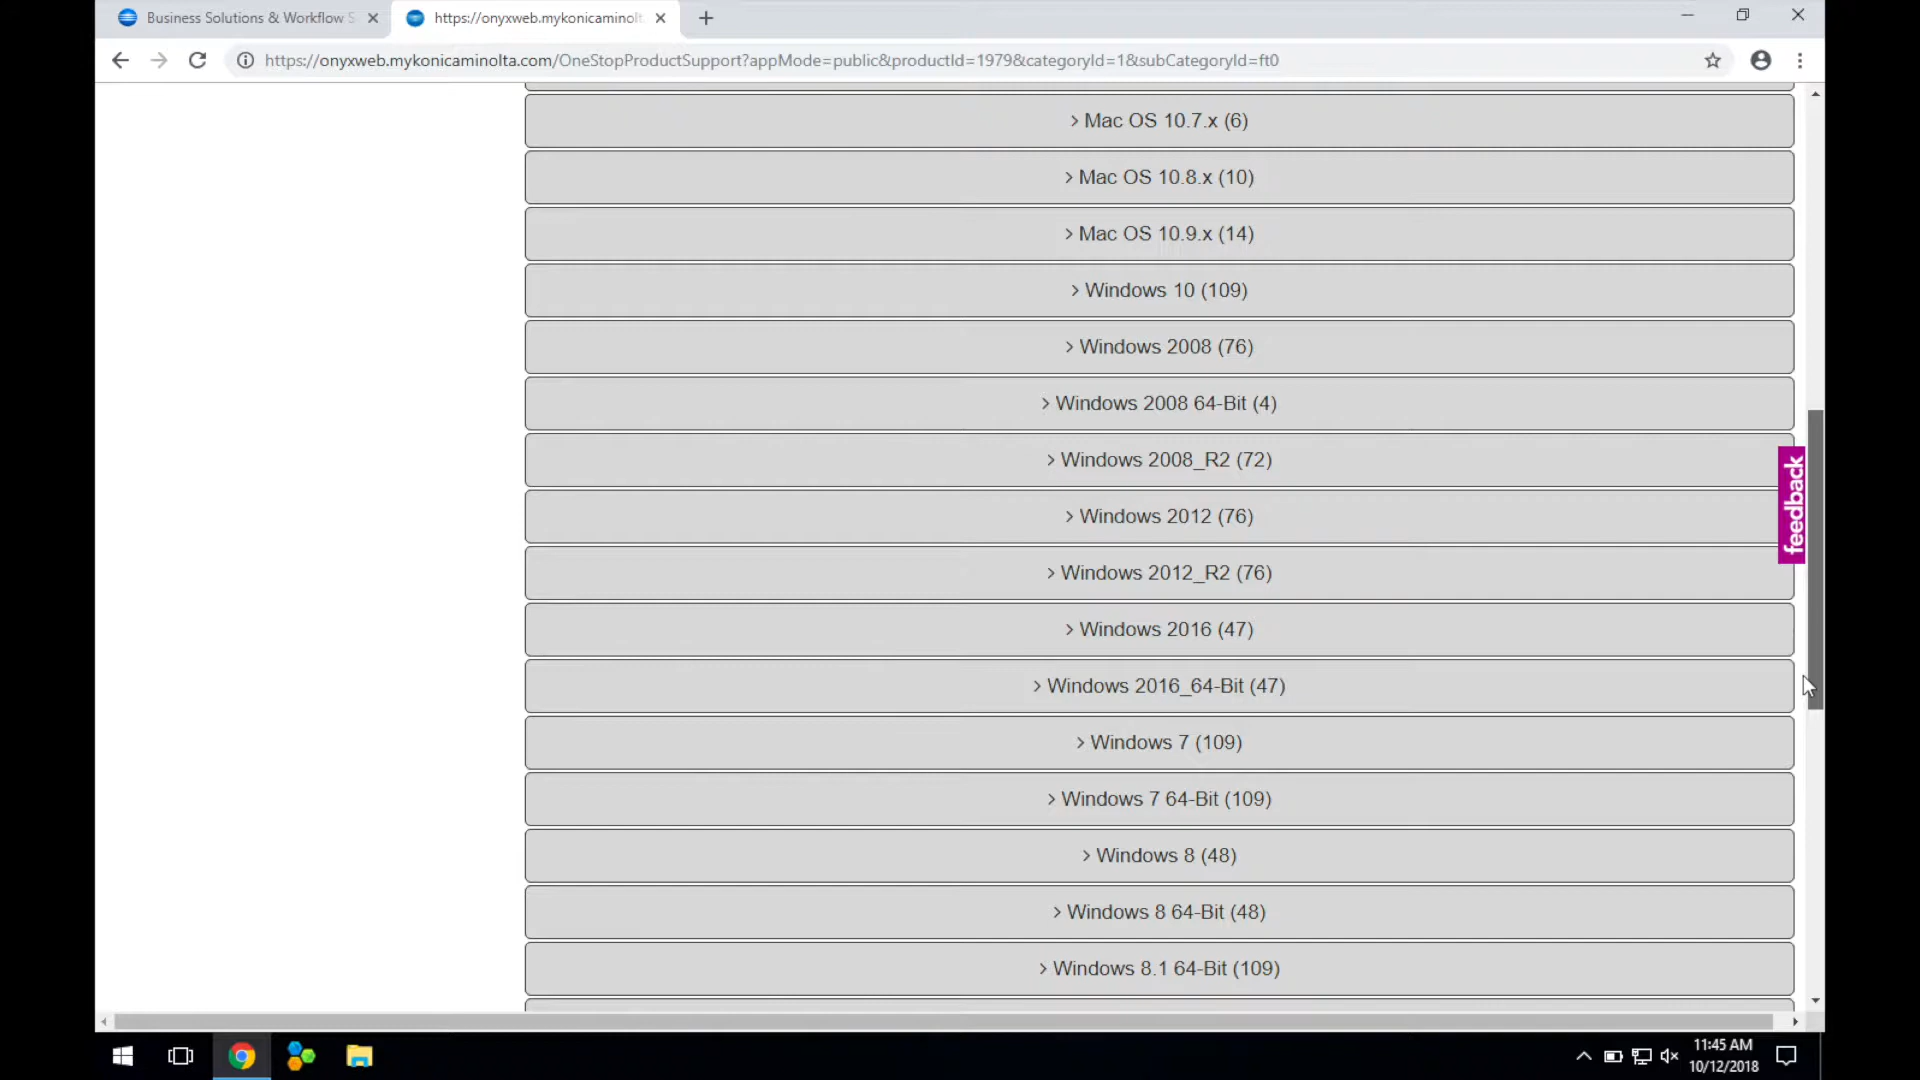 Business Solutions & Workflow S
https://onyxweb.mykonicaminolt
https://onyxweb.mykonicaminolta.com/OneStopProductSupport?appMode=public&productId=1979&categoryId=1&subCategoryId=ft0
> Mac OS 10.7.x (6)
> Mac OS 10.8.x (10)
> Mac OS 10.9.x (14)
> Windows 10 (109)
> Windows 2008 (76)
> Windows 2008 64-Bit (4)
> Windows 2008_R2 (72)
> Windows 2012 (76)
> Windows 2012_R2 (76)
> Windows 2016 (47)
> Windows 2016_64-Bit (47)
> Windows 7 (109)
> Windows 7 64-Bit (109)
> Windows 8 (48)
> Windows 8 64-Bit (48)
> Windows 8.1 64-Bit (109)
feedback
11:45 AM
10/12/2018